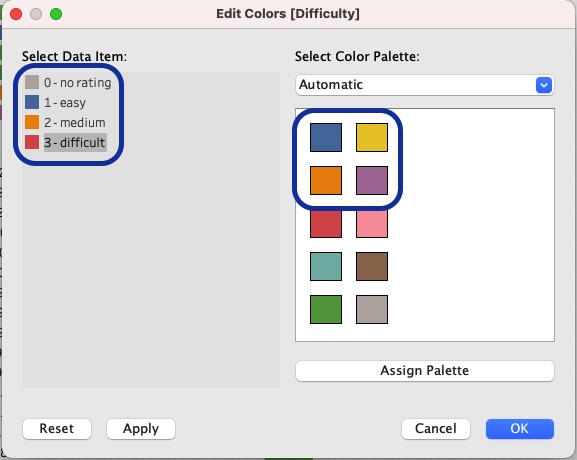 Edit Colors [Difficulty]
Select Data Item:
0 - no rating
1 - easy
2 - medium
3 - difficult
Select Color Palette:
Automatic
Assign Palette
Reset
Apply
Cancel
OK